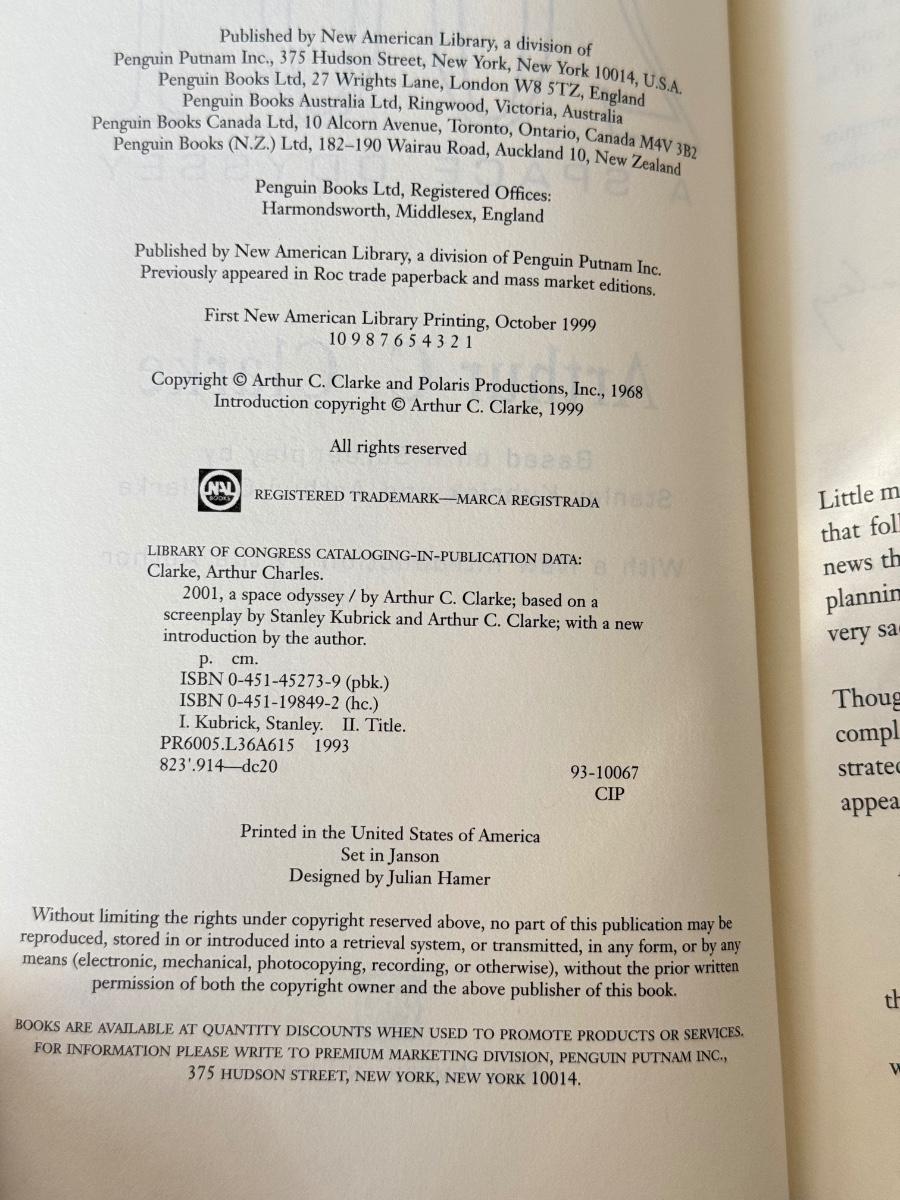 Published by New American Library, a division of
Penguin Putnam Inc., 375 Hudson Street, New York, New York 10014, U.S.A.
Penguin Books Ltd, 27 Wrights Lane, London W8 5TZ, England
Penguin Books Australia Ltd, Ringwood, Victoria, Australia
Penguin Books Canada Ltd, 10 Alcorn Avenue, Toronto, Ontario, Canada M4V 3B2
Penguin Books (N.Z.) Ltd, 182–190 Wairau Road, Auckland 10, New Zealand
Penguin Books Ltd, Registered Offices:
Harmondsworth, Middlesex, England
Published by New American Library, a division of Penguin Putnam Inc.
Previously appeared in Roc trade paperback and mass market editions.
First New American Library Printing, October 1999
10 9 8 7 6 5 4 3 2 1
Copyright © Arthur C. Clarke and Polaris Productions, Inc., 1968
Introduction copyright © Arthur C. Clarke, 1999
All rights reserved
NAL BOOKS REGISTERED TRADEMARK—MARCA REGISTRADA
LIBRARY OF CONGRESS CATALOGING-IN-PUBLICATION DATA:
Clarke, Arthur Charles.
2001, a space odyssey / by Arthur C. Clarke; based on a
screenplay by Stanley Kubrick and Arthur C. Clarke; with a new
introduction by the author.
p. cm.
ISBN 0-451-45273-9 (pbk.)
ISBN 0-451-19849-2 (hc.)
I. Kubrick, Stanley. II. Title.
PR6005.L36A615 1993
823'.914—dc20 93-10067
CIP
Printed in the United States of America
Set in Janson
Designed by Julian Hamer
Without limiting the rights under copyright reserved above, no part of this publication may be
reproduced, stored in or introduced into a retrieval system, or transmitted, in any form, or by any
means (electronic, mechanical, photocopying, recording, or otherwise), without the prior written
permission of both the copyright owner and the above publisher of this book.
BOOKS ARE AVAILABLE AT QUANTITY DISCOUNTS WHEN USED TO PROMOTE PRODUCTS OR SERVICES.
FOR INFORMATION PLEASE WRITE TO PREMIUM MARKETING DIVISION, PENGUIN PUTNAM INC.,
375 HUDSON STREET, NEW YORK, NEW YORK 10014.
Little m
that fol
news th
plannin
very sa
Thoug
compl
strate
appea
th
w